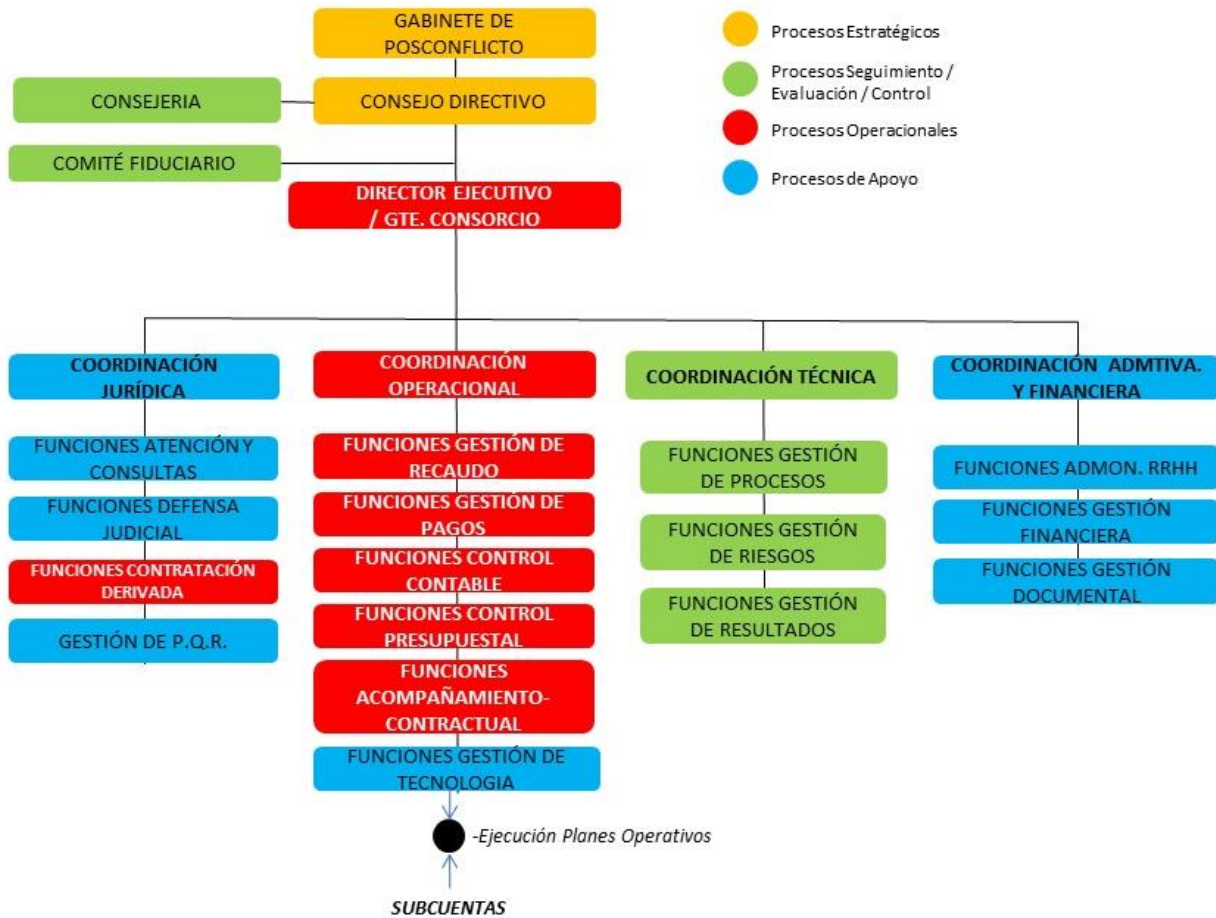 GABINETE DE
POSCONFLICTO
CONSEJERIA
CONSEJO DIRECTIVO
COMITÉ FIDUCIARIO
DIRECTOR EJECUTIVO
/ GTE. CONSORCIO
Procesos Estratégicos
Procesos Seguimiento /
Evaluación / Control
Procesos Operacionales
Procesos de Apoyo
COORDINACIÓN
JURÍDICA
FUNCIONES ATENCIÓN Y
CONSULTAS
FUNCIONES DEFENSA
JUDICIAL
FUNCIONES CONTRATACIÓN
DERIVADA
GESTIÓN DE P.Q.R.
COORDINACIÓN
OPERACIONAL
FUNCIONES GESTIÓN DE
RECAUDO
FUNCIONES GESTIÓN DE
PAGOS
FUNCIONES CONTROL
CONTABLE
FUNCIONES CONTROL
PRESUPUESTAL
FUNCIONES
ACOMPAÑAMIENTO-
CONTRACTUAL
FUNCIONES GESTIÓN DE
TECNOLOGIA
-Ejecución Planes Operativos
SUBCUENTAS
COORDINACIÓN TÉCNICA
FUNCIONES GESTIÓN
DE PROCESOS
FUNCIONES GESTIÓN
DE RIESGOS
FUNCIONES GESTIÓN
DE RESULTADOS
COORDINACIÓN ADMTIVA.
Y FINANCIERA
FUNCIONES ADMON. RRHH
FUNCIONES GESTIÓN
FINANCIERA
FUNCIONES GESTIÓN
DOCUMENTAL